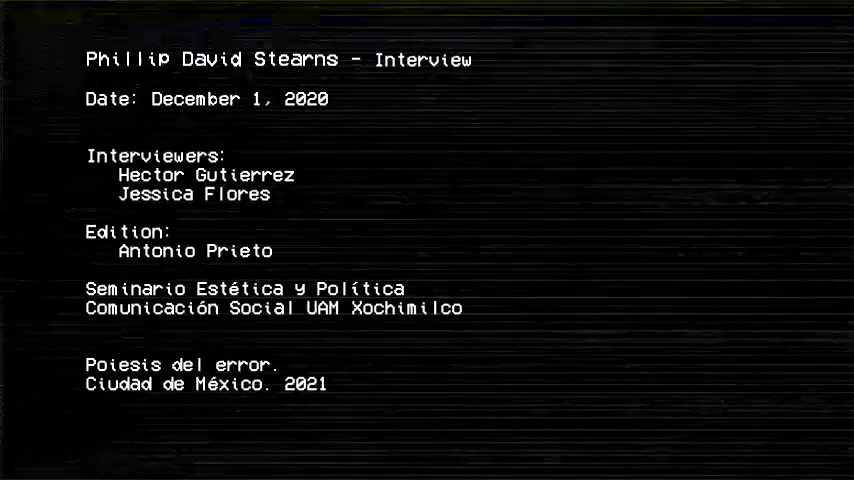 Phillip David Stearns - Interview
Date: December 1, 2020
Interviewers:
Hector Gutierrez
Jessica Flores
Edition:
Antonio Prieto
Seminario Estética y Política
Comunicación Social UAM Xochimilco
Poiesis del error.
Ciudad de México. 2021